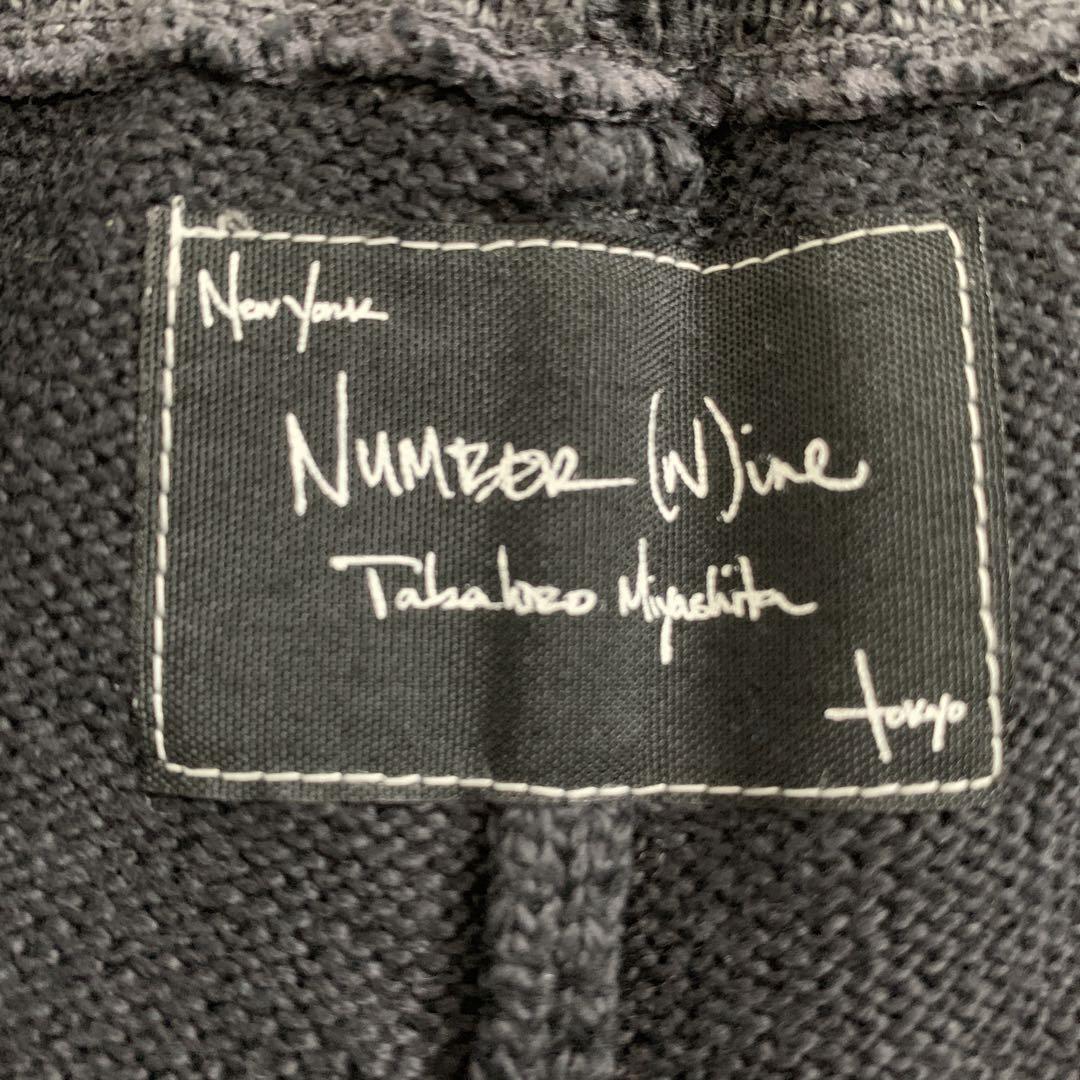 New York
NUMBER (N)ine
Takahiro Miyashita
tokyo